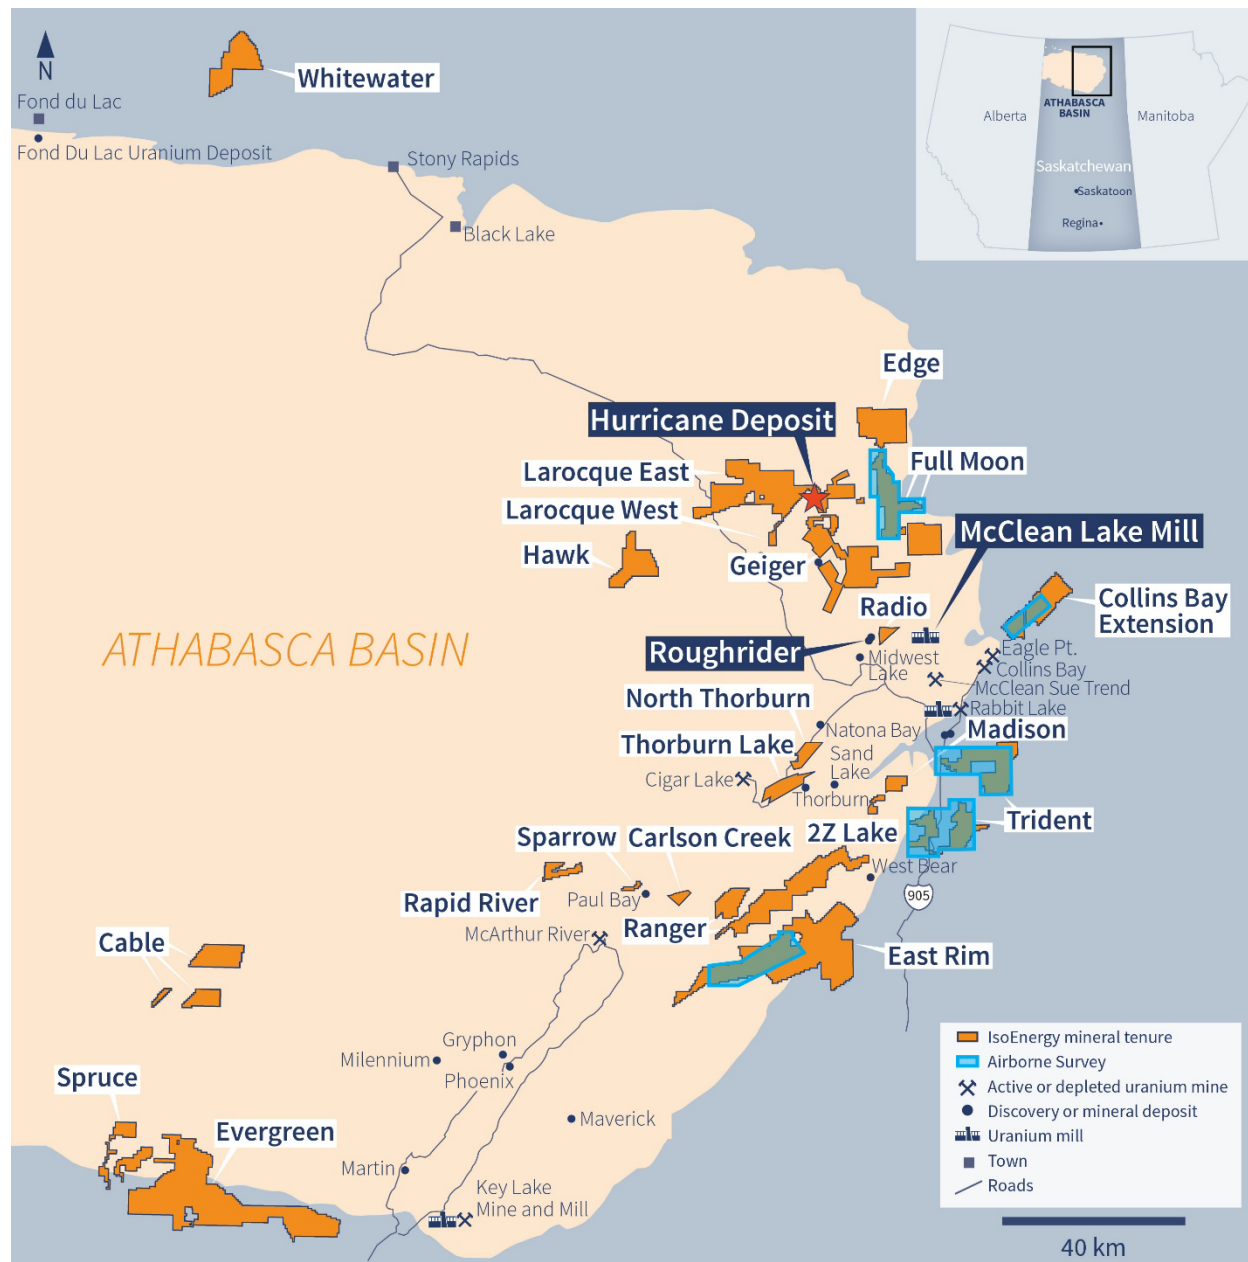 N
Whitewater
Fond du Lac
Fond Du Lac Uranium Deposit
Stony Rapids
Black Lake
Alberta
ATHABASCA
BASIN
Manitoba
Saskatchewan
Saskatoon
Regina
Edge
Hurricane Deposit
Larocque East
Full Moon
Larocque West
McClean Lake Mill
Hawk
Geiger
Collins Bay
Extension
Radio
ATHABASCA BASIN
Roughrider
Midwest
Lake
Eagle Pt.
Collins Bay
McClean Sue Trend
North Thorburn
Rabbit Lake
Natona Bay
Madison
Thorburn Lake
Sand
Lake
Cigar Lake
Thorburn
Trident
Sparrow
Carlson Creek
2Z Lake
West Bear
905
Rapid River
Paul Bay
Ranger
McArthur River
East Rim
Cable
Gryphon
Milennium
Phoenix
Spruce
Evergreen
Maverick
Martin
Key Lake
Mine and Mill
IsoEnergy mineral tenure
Airborne Survey
Active or depleted uranium mine
Discovery or mineral deposit
Uranium mill
Town
Roads
40 km